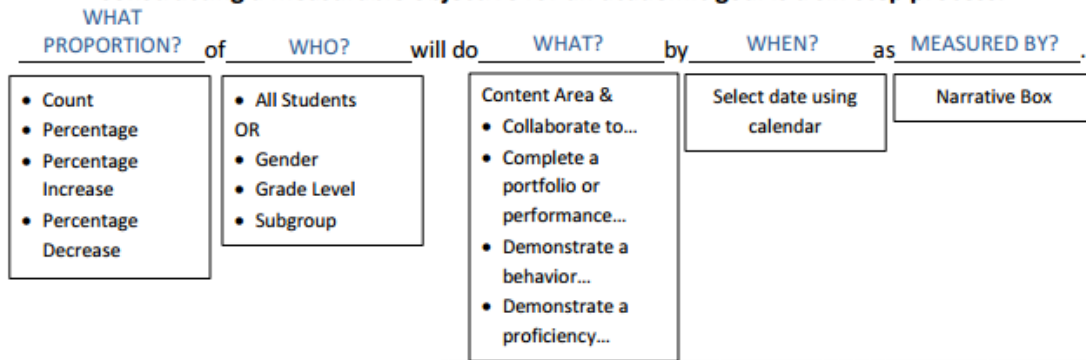 WHAT
PROPORTION? of WHO? will do WHAT? by WHEN? as MEASURED BY? .
• Count
• Percentage
• Percentage
Increase
• Percentage
Decrease
• All Students
OR
• Gender
• Grade Level
• Subgroup
Content Area &
• Collaborate to...
• Complete a
portfolio or
performance...
• Demonstrate a
behavior...
• Demonstrate a
proficiency...
Select date using
calendar
Narrative Box